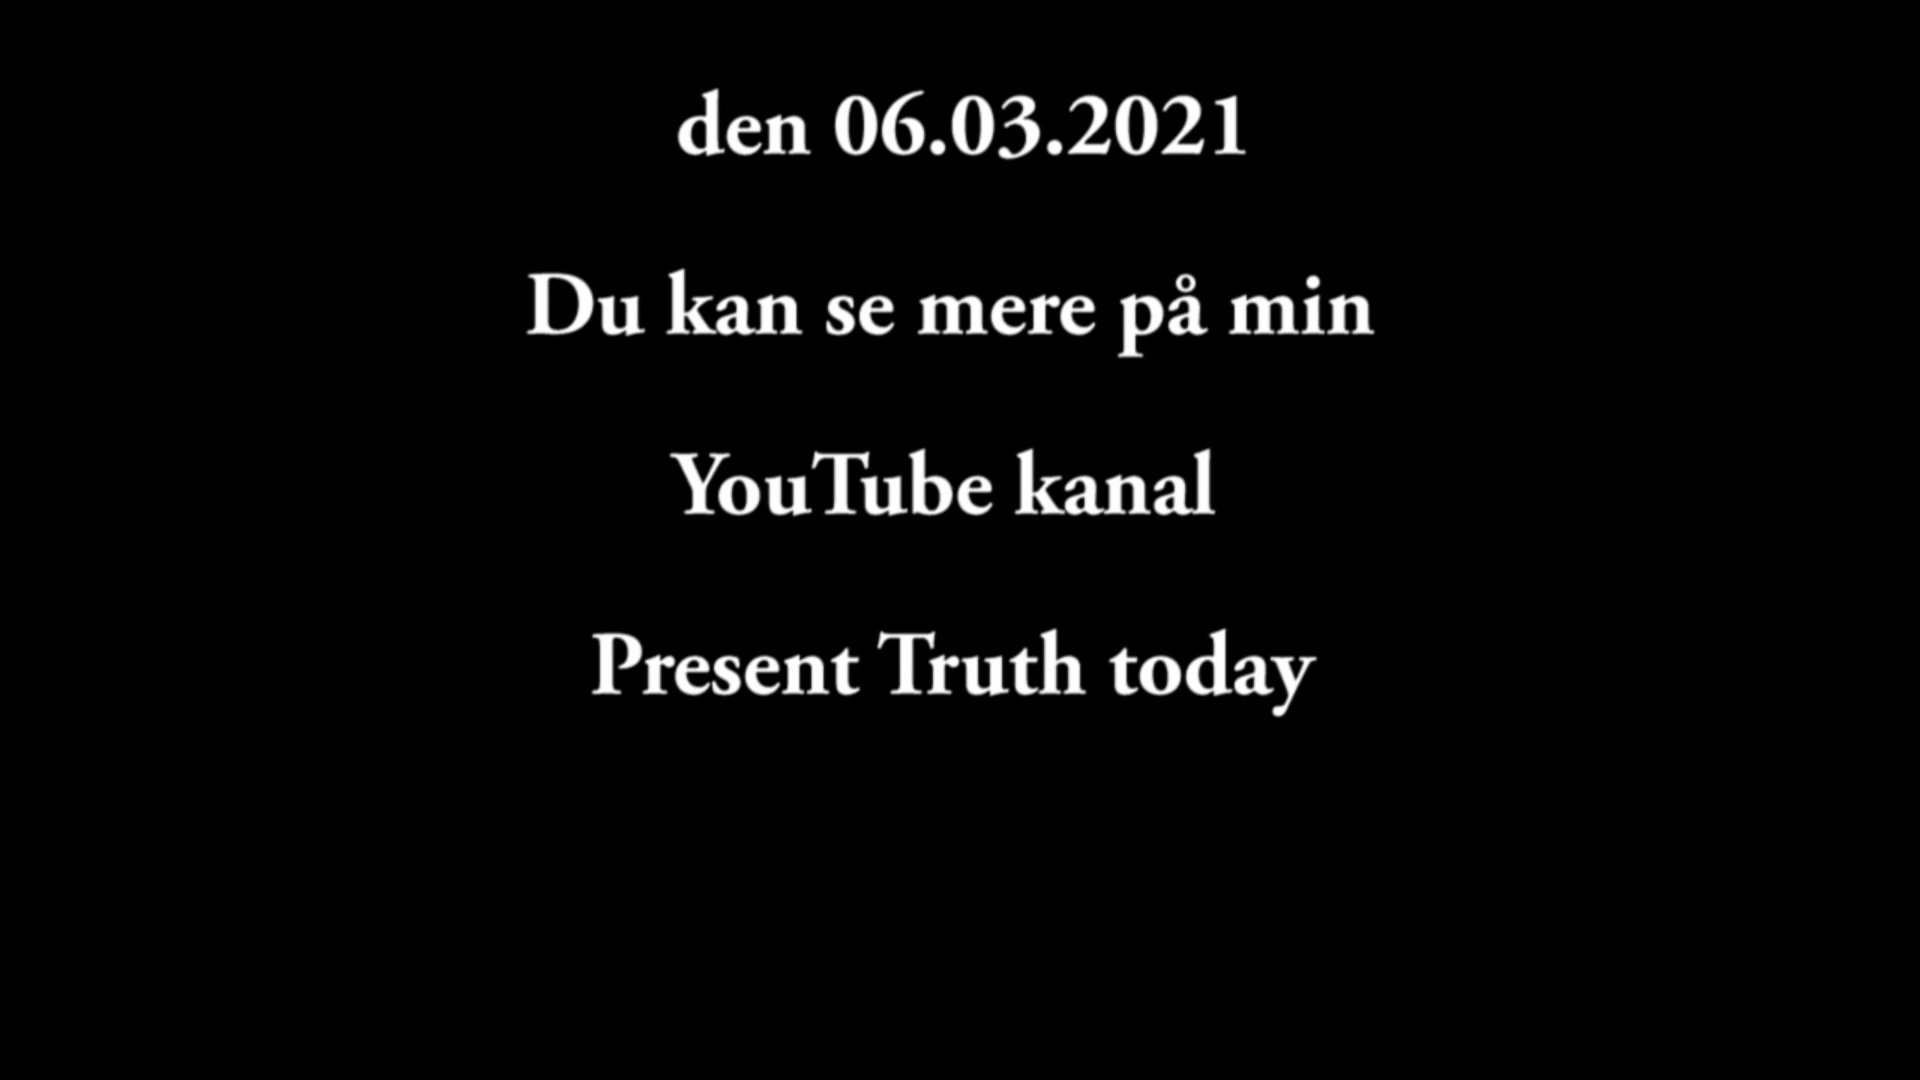 den 06.03.2021
Du kan se mere på min
YouTube kanal
Present Truth today